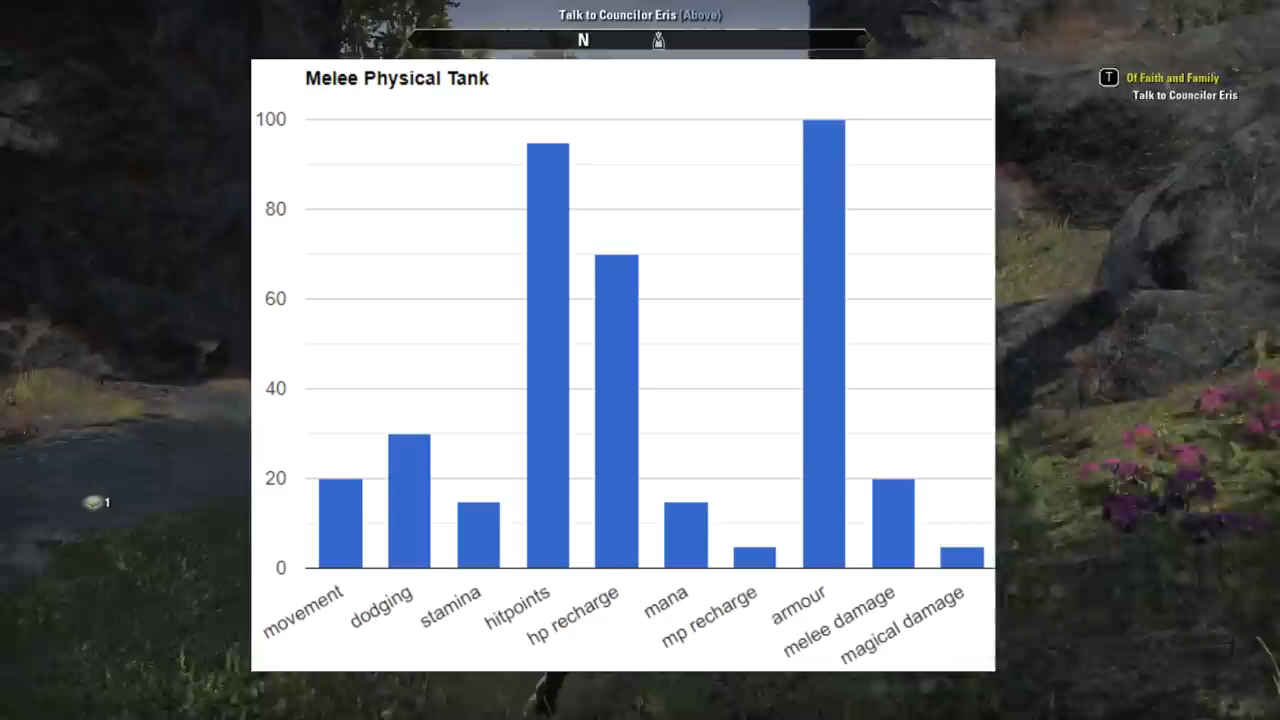 Talk to Councilor Eris (Above)
N
T Of Faith and Family
Talk to Councilor Eris
Melee Physical Tank
100
80
60
40
20
0
movement
dodging
stamina
hitpoints
hp recharge
mana
mp recharge
armour
melee damage
magical damage
1